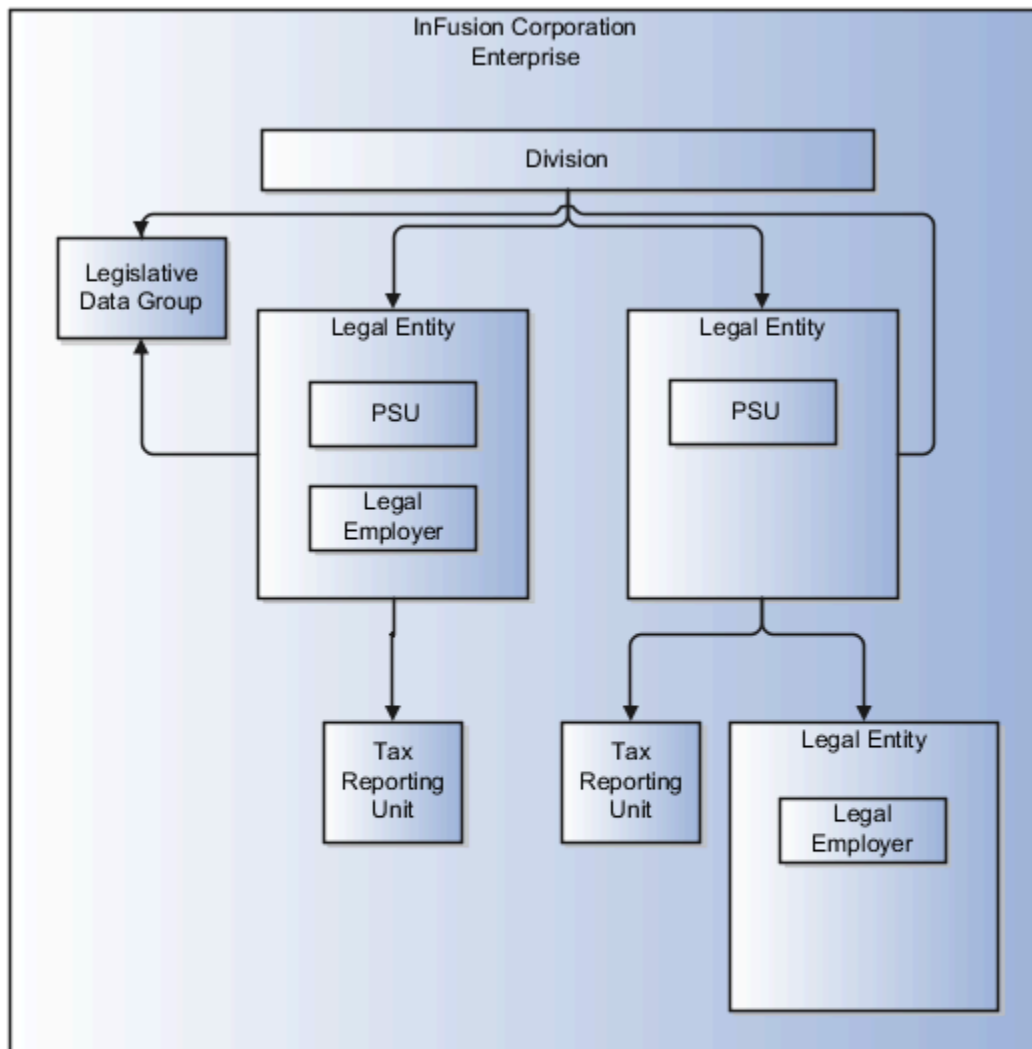 InFusion Corporation
Enterprise
Division
Legislative
Data Group
Legal Entity
PSU
Legal
Employer
Legal Entity
PSU
Tax
Reporting
Unit
Tax
Reporting
Unit
Legal Entity
Legal
Employer